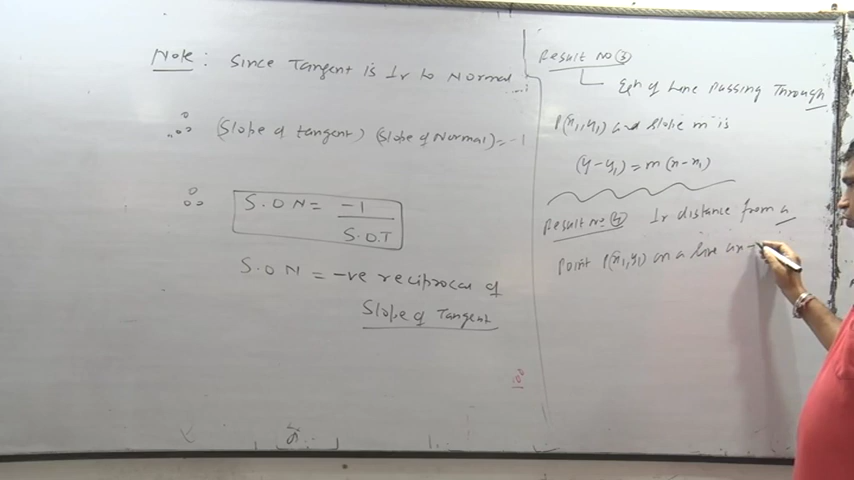 Note : Since Tangent is ⊥r to Normal
∴ (Slope of tangent) (Slope of Normal) = -1
∴ S.O.N = -1
S.O.T
S.O.N = -ve reciprocal of
Slope of Tangent
Result No ③
Eqn of Line Passing Through
P(x1, y1) and slope m is
(y-y1) = m (x-x1)
Result No ④ ⊥r distance from a
Point P(x1, y1) on a line ax